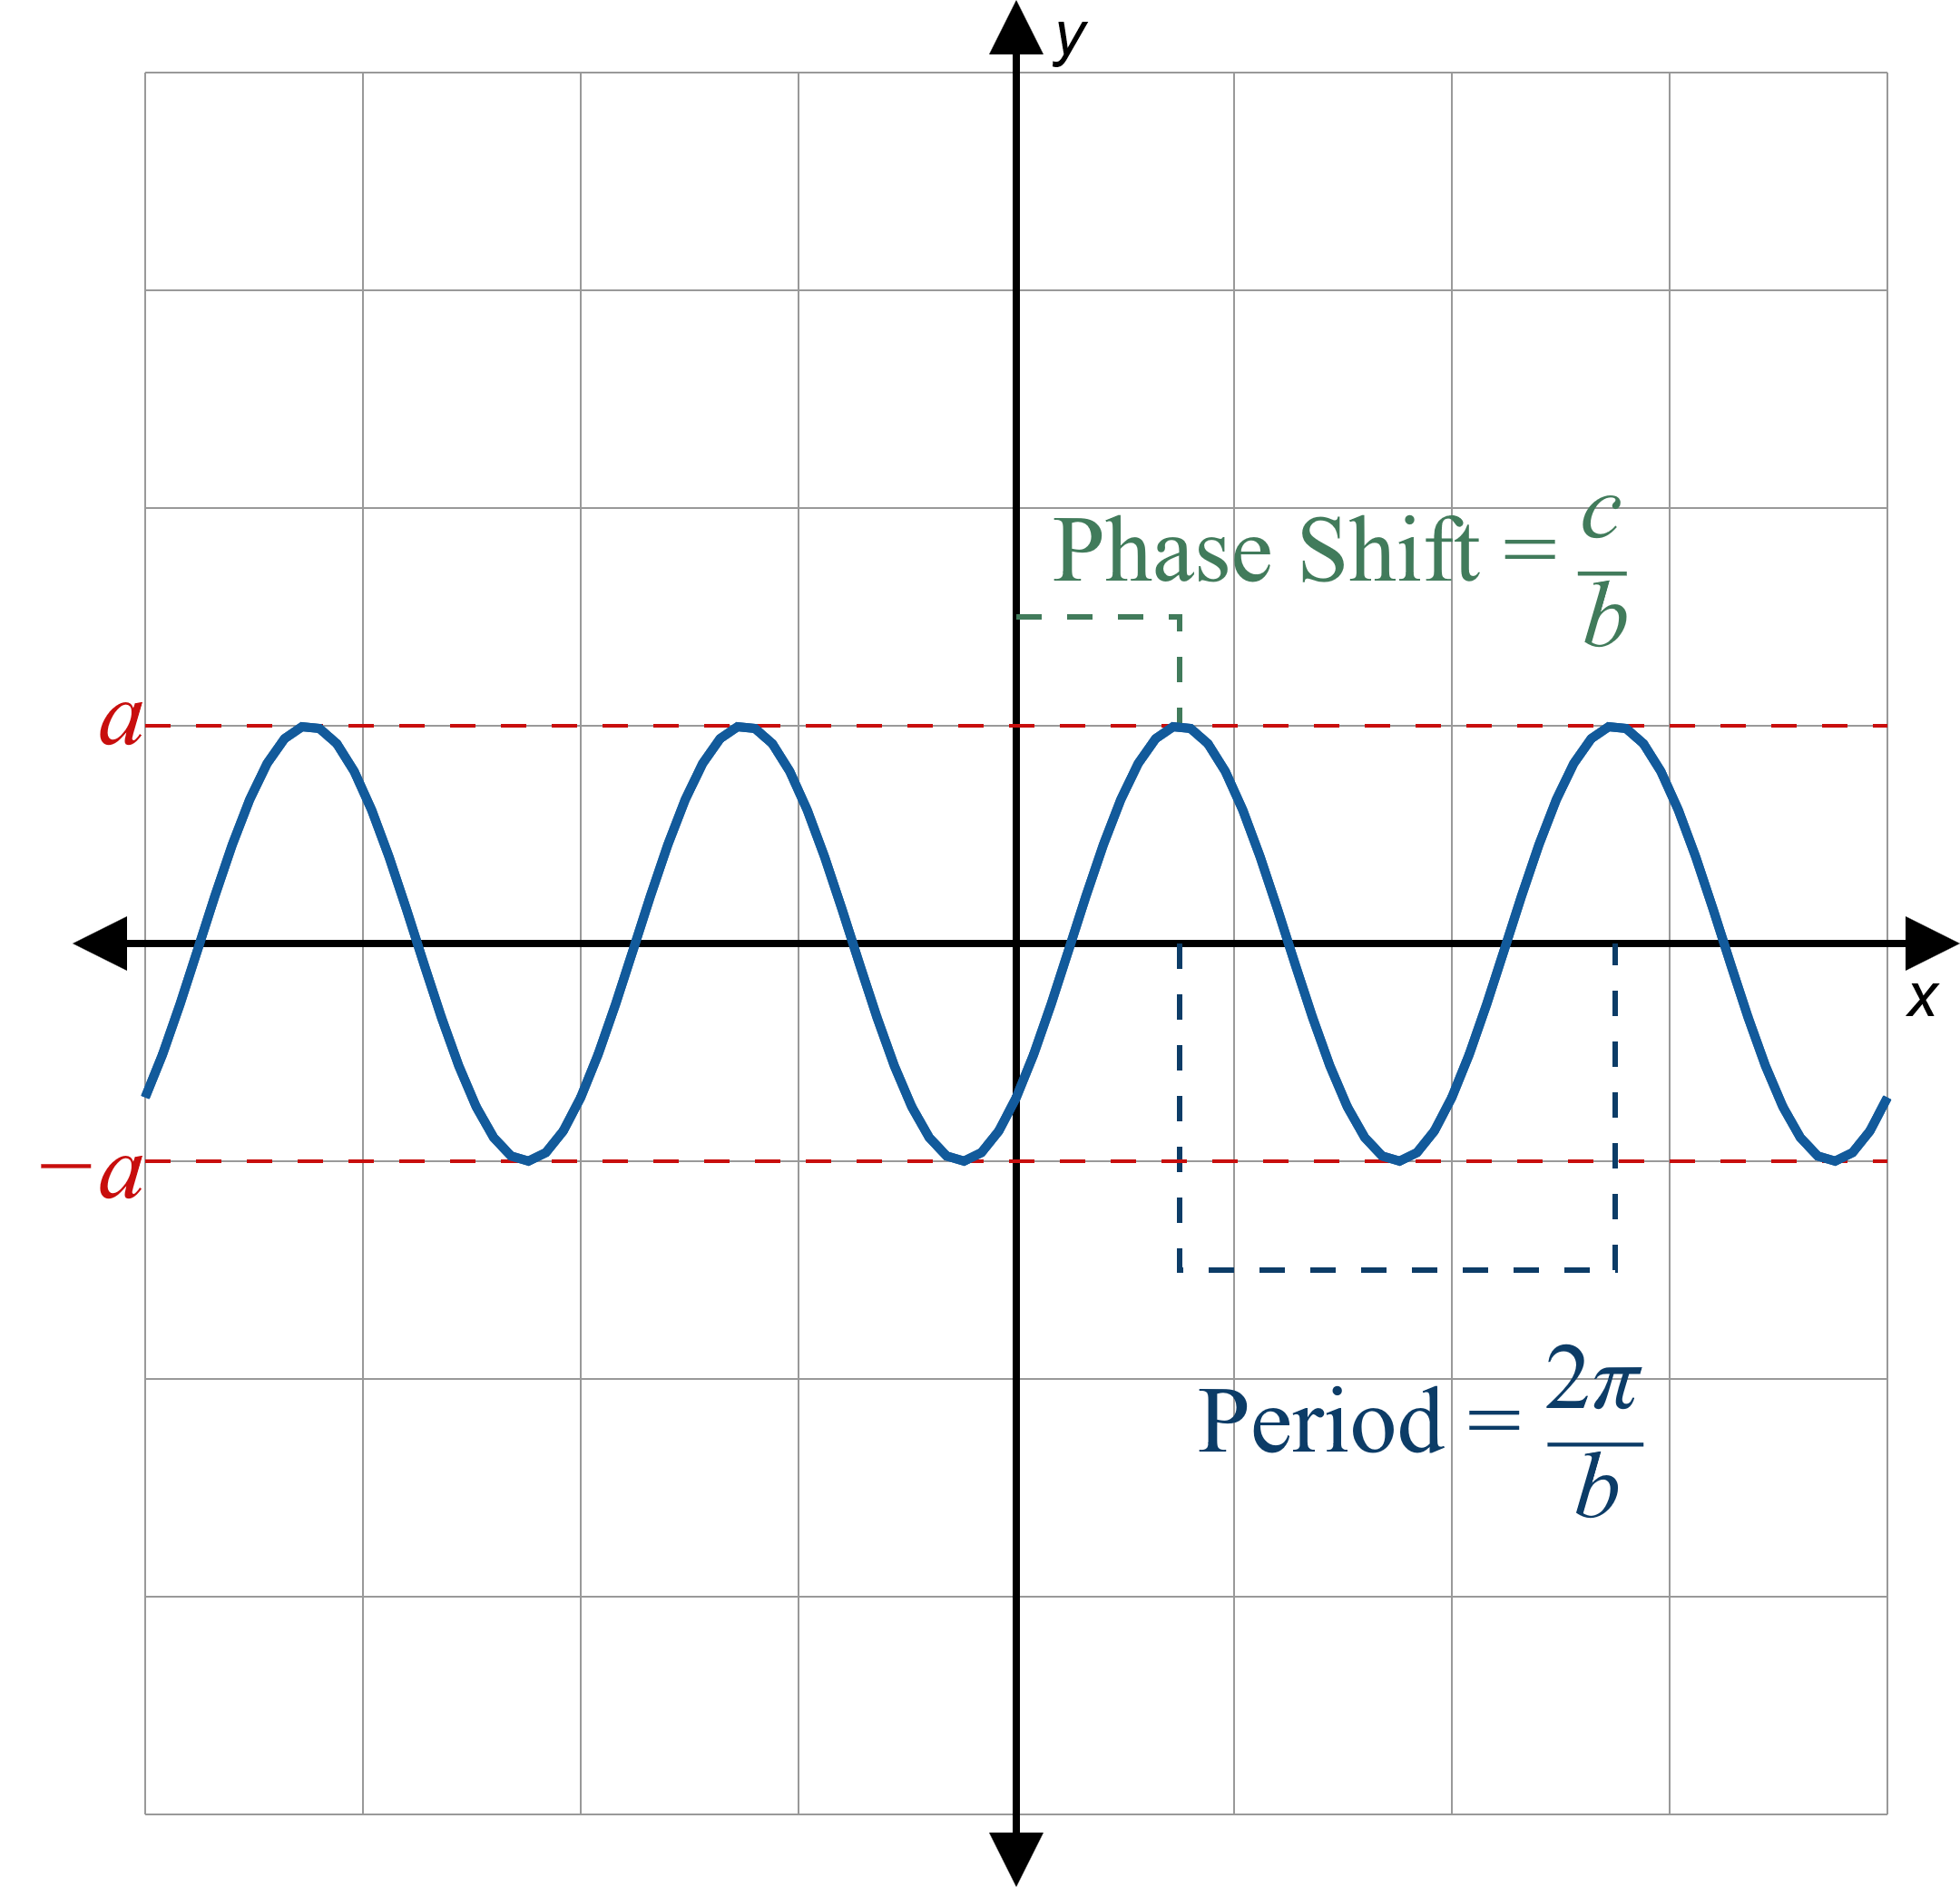 y
Phase Shift = c/b
a
x
−a
Period = 2π/b